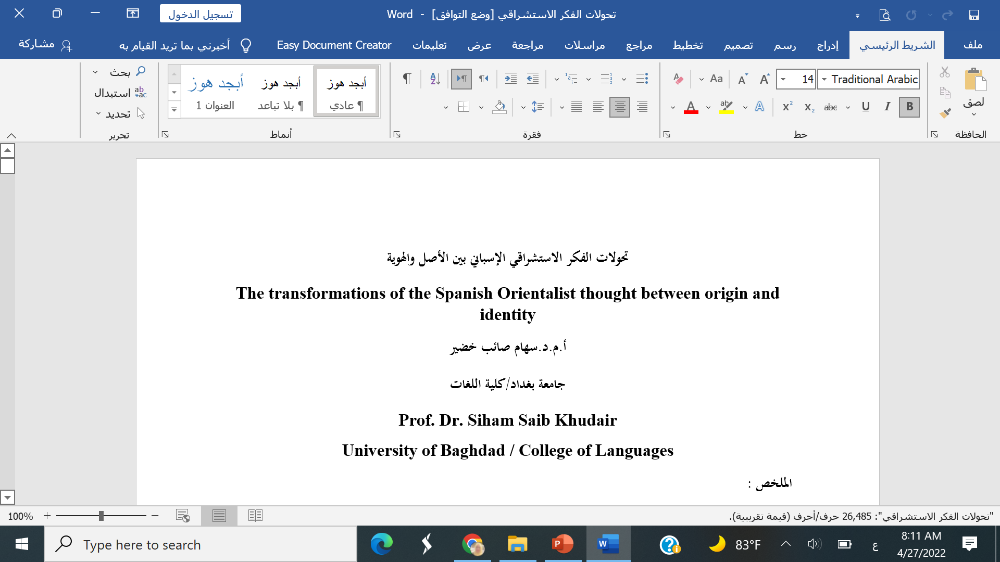 تسجيل الدخول
تحولات الفكر الاستشراقي [وضع التوافق] - Word
ملف
الشريط الرئيسي
إدراج
رسم
تصميم
تخطيط
مراجع
مراسلات
مراجعة
عرض
تعليمات
Easy Document Creator
أخبرني بما تريد القيام به
مشاركة
لصق
الحافظة
Traditional Arabic
14
خط
فقرة
أبجد هوز
¶ عادي
أبجد هوز
¶ بلا تباعد
أبجد هوز
العنوان 1
أنماط
بحث
استبدال
تحديد
تحرير
تحولات الفكر الاستشراقي الإسباني بين الأصل والهوية
The transformations of the Spanish Orientalist thought between origin and
identity
أ.م.د.سهام صائب خضير
جامعة بغداد/كلية اللغات
Prof. Dr. Siham Saib Khudair
University of Baghdad / College of Languages
الملخص :
"تحولات الفكر الاستشراقي": 26,485 حرف/أحرف (قيمة تقريبية).
100%
Type here to search
83°F
ع
8:11 AM
4/27/2022